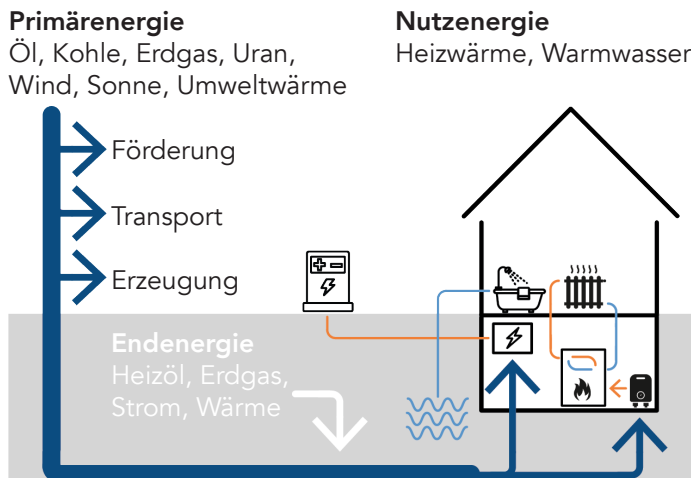 Primärenergie
Öl, Kohle, Erdgas, Uran,
Wind, Sonne, Umweltwärme
Nutzenergie
Heizwärme, Warmwasser
Förderung
Transport
Erzeugung
Endenergie
Heizöl, Erdgas,
Strom, Wärme